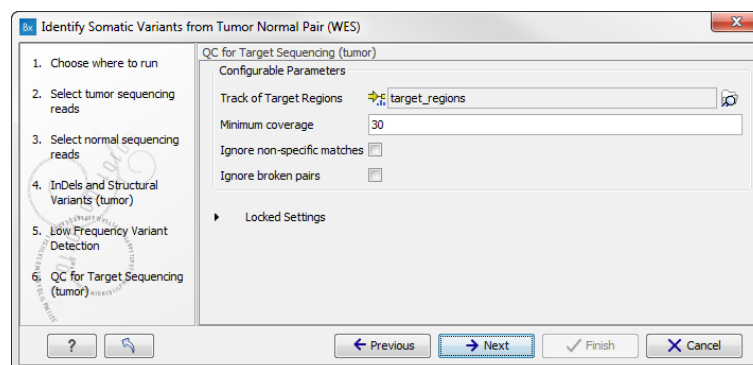 Bx Identify Somatic Variants from Tumor Normal Pair (WES)
1. Choose where to run
2. Select tumor sequencing
reads
3. Select normal sequencing
reads
4. InDels and Structural
Variants (tumor)
5. Low Frequency Variant
Detection
6. QC for Target Sequencing
(tumor)
QC for Target Sequencing (tumor)
Configurable Parameters
Track of Target Regions target_regions
Minimum coverage 30
Ignore non-specific matches
Ignore broken pairs
Locked Settings
? Previous Next Finish Cancel